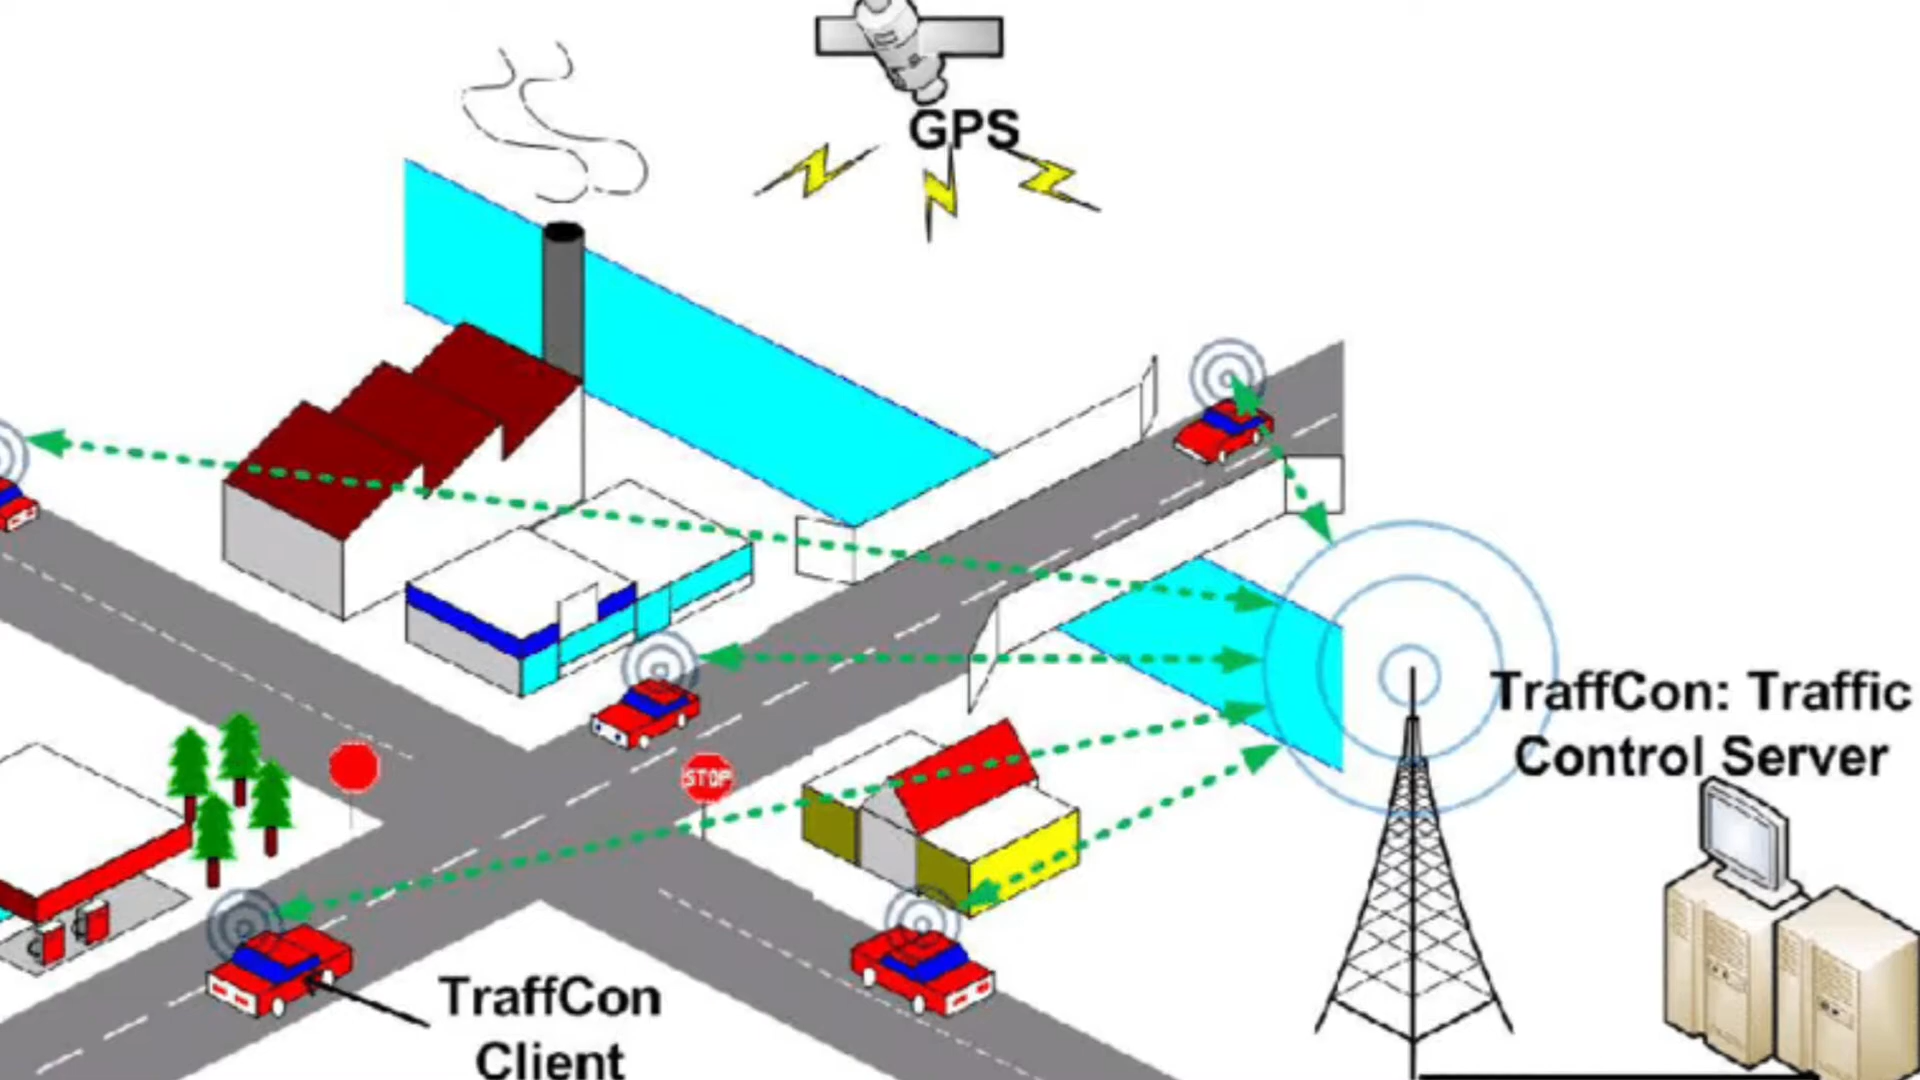 GPS
TraffCon: Traffic
Control Server
STOP
TraffCon
Client